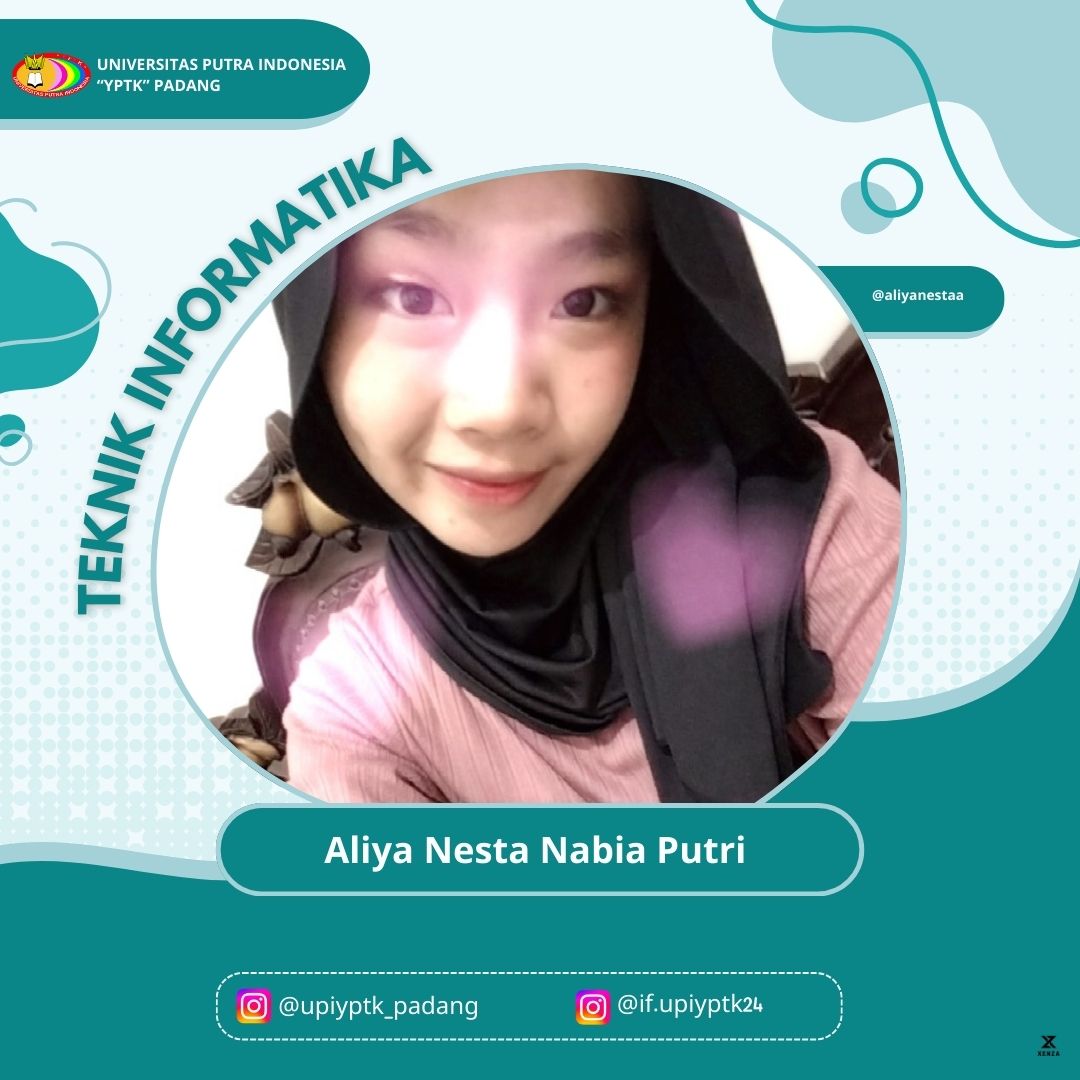 UNIVERSITAS PUTRA INDONESIA
“YPTK” PADANG
TEKNIK INFORMATIKA
@aliyanestaa
Aliya Nesta Nabia Putri
@upiyptk_padang
@if.upiyptk24
XENZA